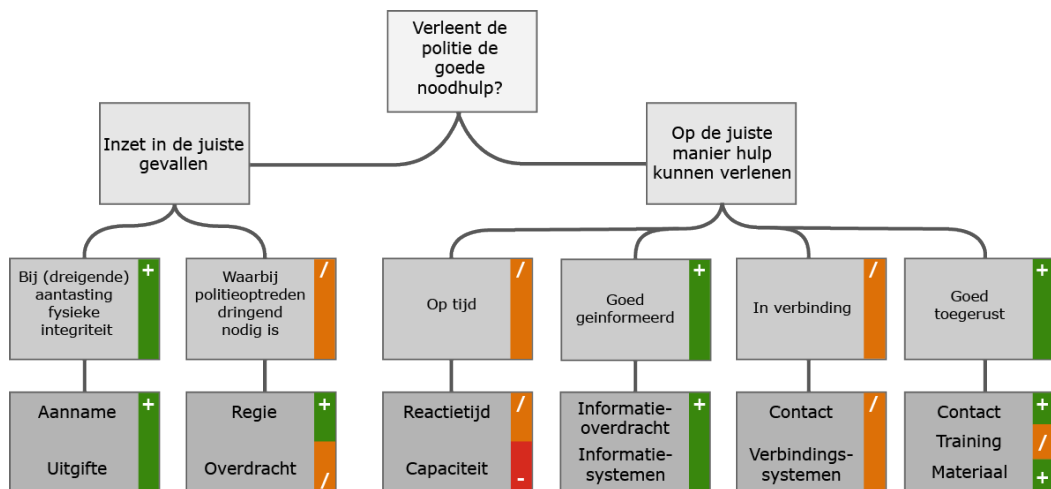 Verleent de
politie de
goede
noodhulp?
Inzet in de juiste
gevallen
Op de juiste
manier hulp
kunnen verlenen
Bij (dreigende)
aantasting
fysieke
integriteit
+
Waarbij
politieoptreden
dringend
nodig is
/
Op tijd
/
Goed
geinformeerd
+
In verbinding
/
Goed
toegerust
+
Aanname
+
Uitgifte
Regie
+
Overdracht
/
Reactietijd
/
Capaciteit
-
Informatie-
overdracht
+
Informatie-
systemen
Contact
/
Verbindings-
systemen
Contact
+
Training
/
Materiaal
+